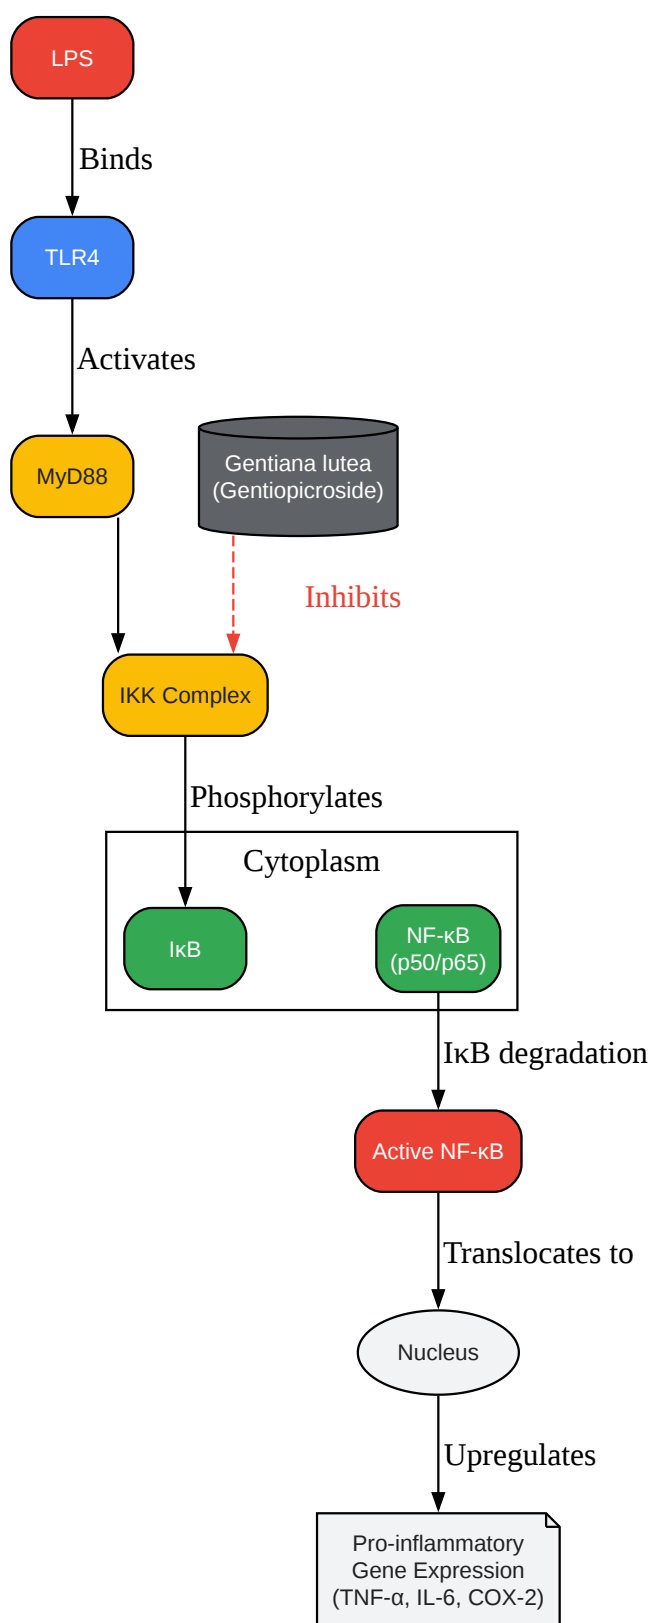 LPS
Binds
TLR4
Activates
MyD88
Gentiana lutea
(Gentiopicroside)
Inhibits
IKK Complex
Phosphorylates
Cytoplasm
IκB
NF-κB
(p50/p65)
IκB degradation
Active NF-κB
Translocates to
Nucleus
Upregulates
Pro-inflammatory
Gene Expression
(TNF-α, IL-6, COX-2)